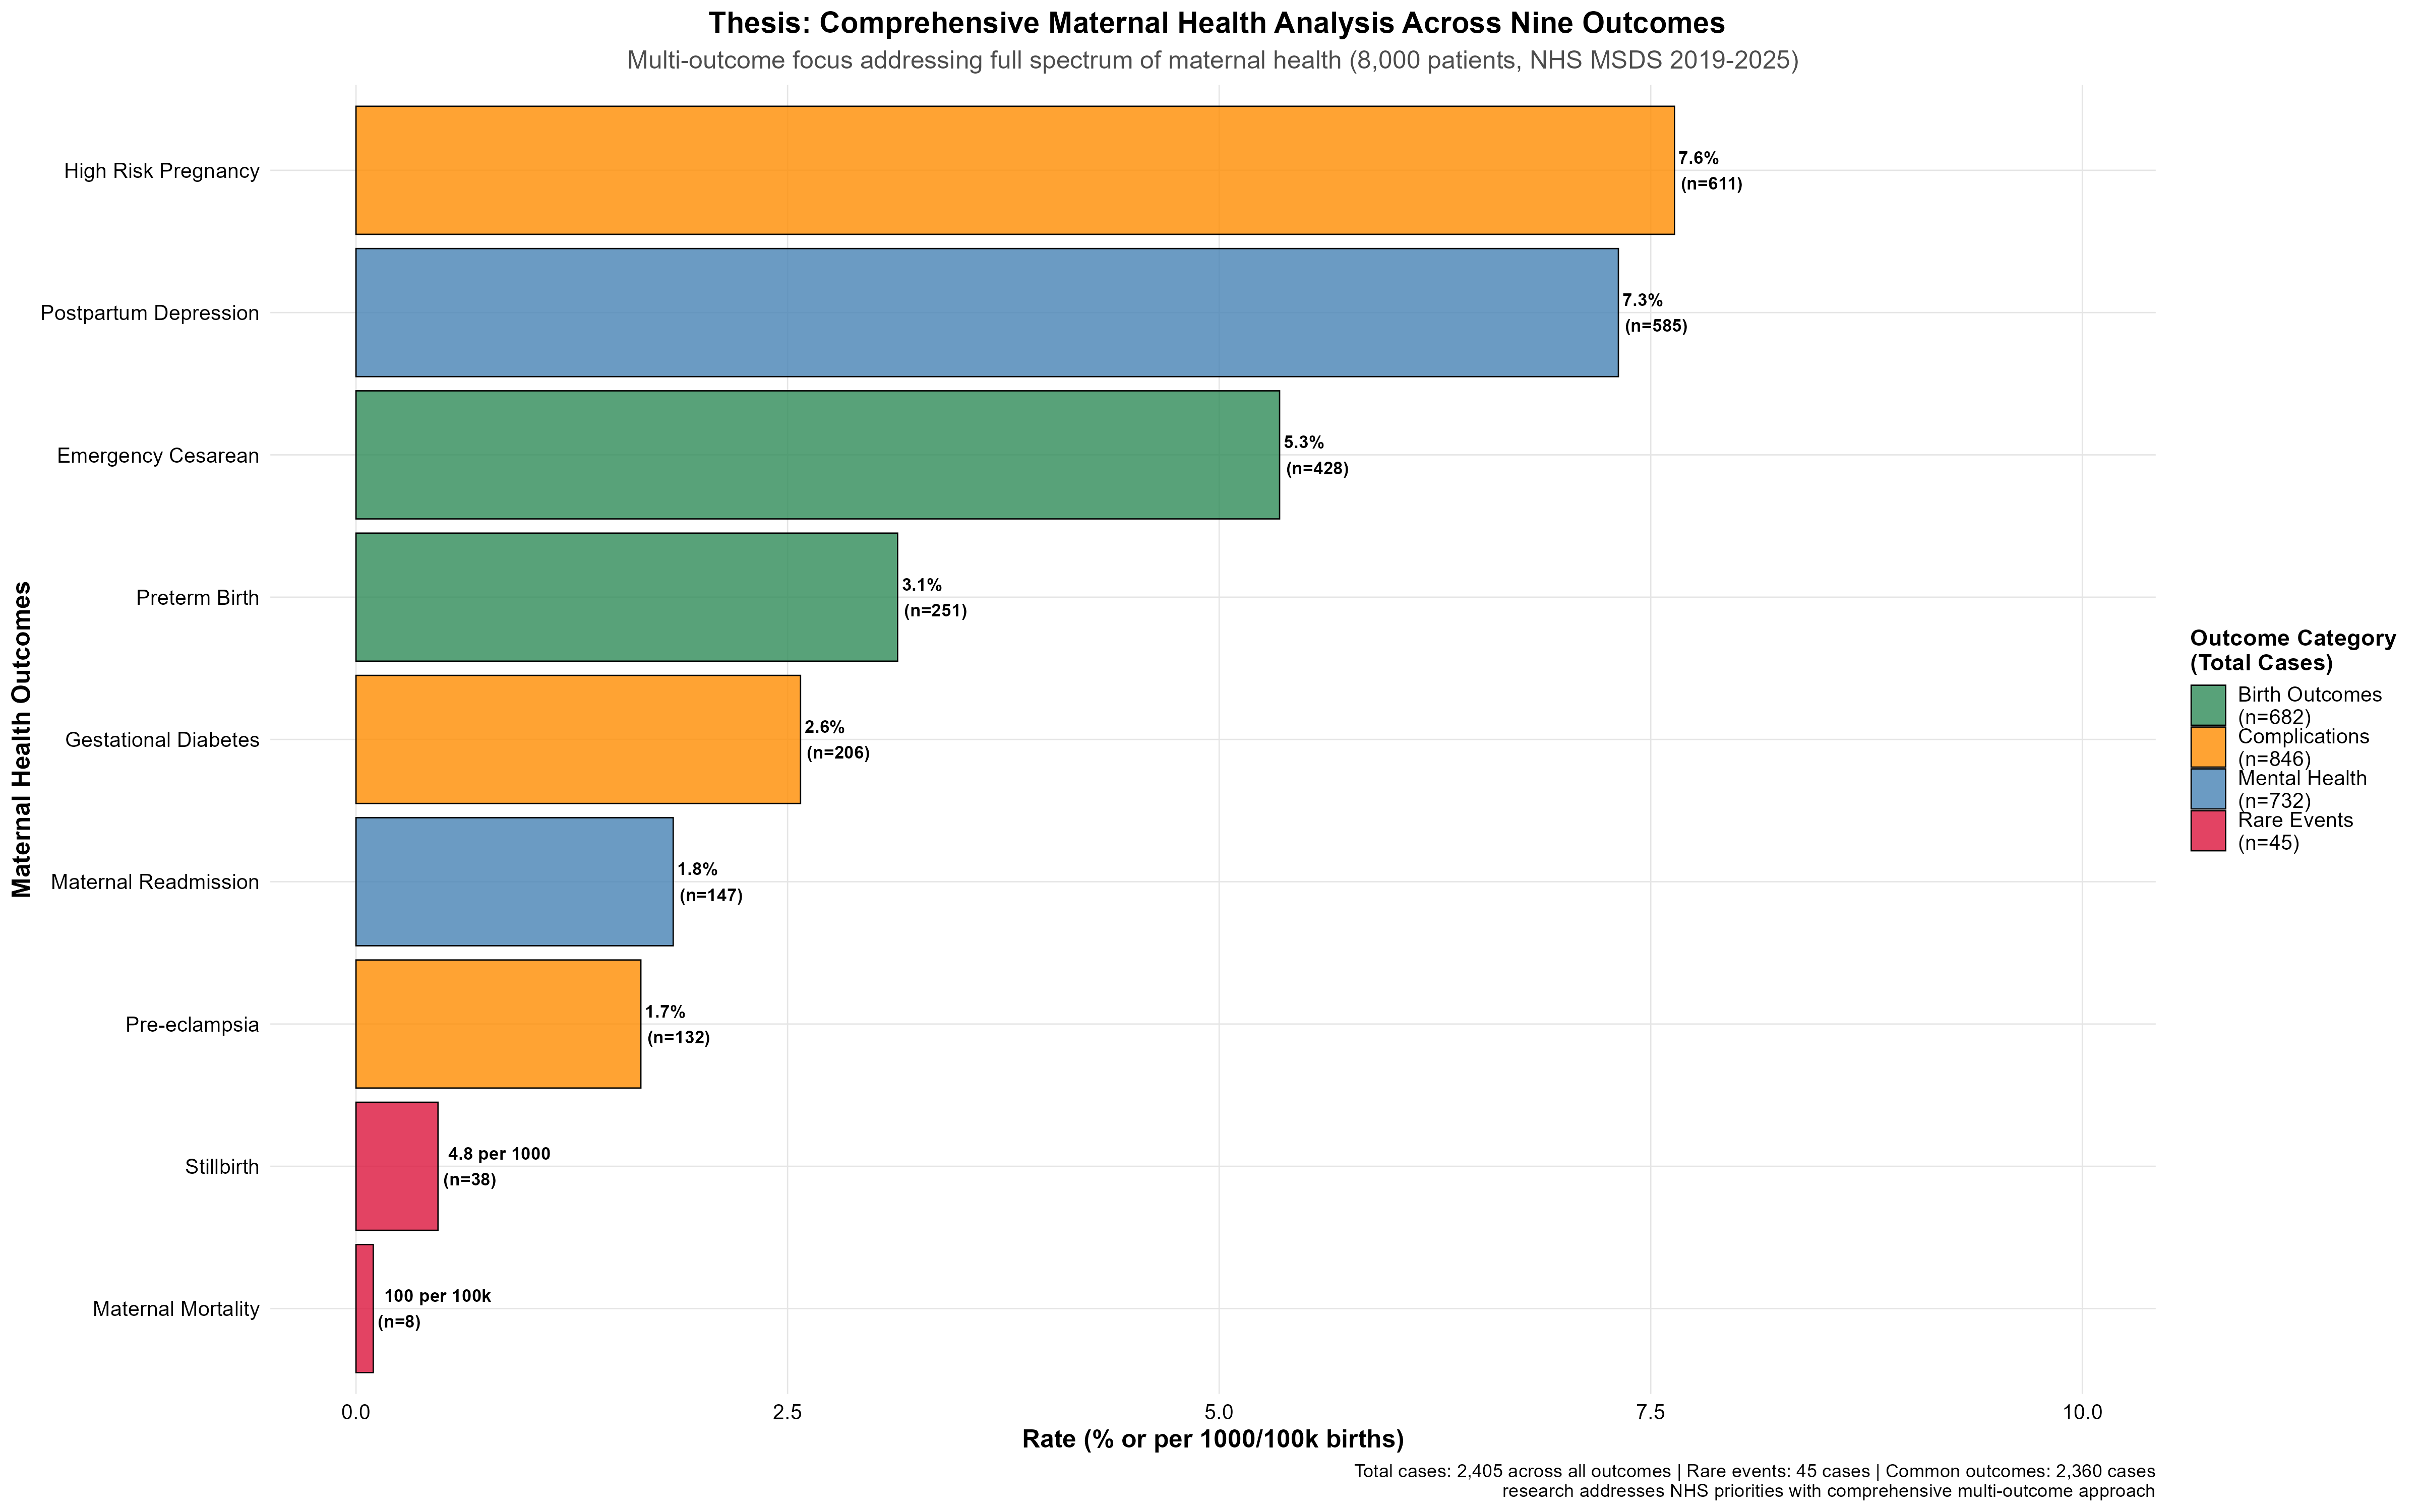 Thesis: Comprehensive Maternal Health Analysis Across Nine Outcomes
Multi-outcome focus addressing full spectrum of maternal health (8,000 patients, NHS MSDS 2019-2025)
Maternal Health Outcomes
High Risk Pregnancy
7.6%
(n=611)
Postpartum Depression
7.3%
(n=585)
Emergency Cesarean
5.3%
(n=428)
Preterm Birth
3.1%
(n=251)
Gestational Diabetes
2.6%
(n=206)
Maternal Readmission
1.8%
(n=147)
Pre-eclampsia
1.7%
(n=132)
Stillbirth
4.8 per 1000
(n=38)
Maternal Mortality
100 per 100k
(n=8)
0.0
2.5
5.0
7.5
10.0
Rate (% or per 1000/100k births)
Outcome Category
(Total Cases)
Birth Outcomes
(n=682)
Complications
(n=846)
Mental Health
(n=732)
Rare Events
(n=45)
Total cases: 2,405 across all outcomes | Rare events: 45 cases | Common outcomes: 2,360 cases
research addresses NHS priorities with comprehensive multi-outcome approach